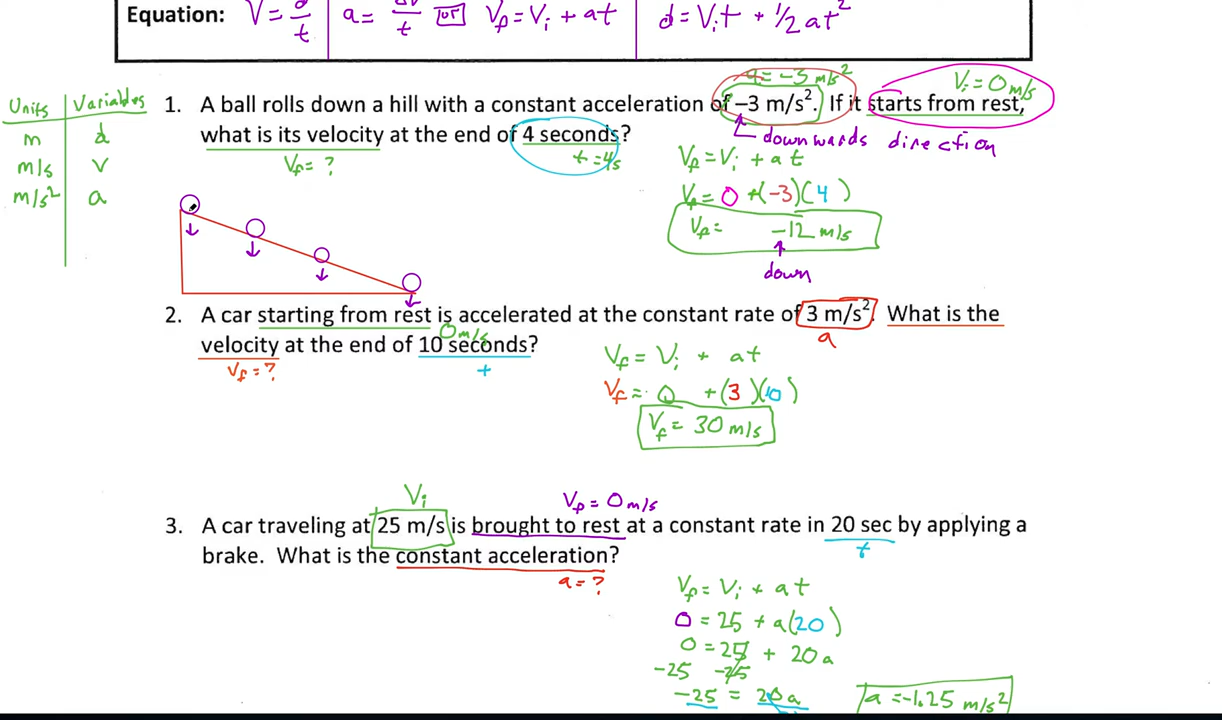 Equation: V = d/t a = ΔV/t or Vf = Vi + at d = Vit + 1/2 at²
Units Variables
m d
m/s v
m/s² a
a = -3 m/s²
Vi = 0 m/s
1. A ball rolls down a hill with a constant acceleration of −3 m/s². If it starts from rest,
what is its velocity at the end of 4 seconds?
downwards direction
Vf = ?
t = 4s
Vf = Vi + at
Vf = 0 + (-3)(4)
Vf = -12 m/s
down
2. A car starting from rest is accelerated at the constant rate of 3 m/s². What is the
0 m/s
a
velocity at the end of 10 seconds?
Vf = ?
t
Vf = Vi + at
Vf = 0 + (3)(10)
Vf = 30 m/s
Vi
Vf = 0 m/s
3. A car traveling at 25 m/s is brought to rest at a constant rate in 20 sec by applying a
t
brake. What is the constant acceleration?
a = ?
Vf = Vi + at
0 = 25 + a(20)
0 = 25 + 20a
-25 -25
-25 = 20a
a = -1.25 m/s²